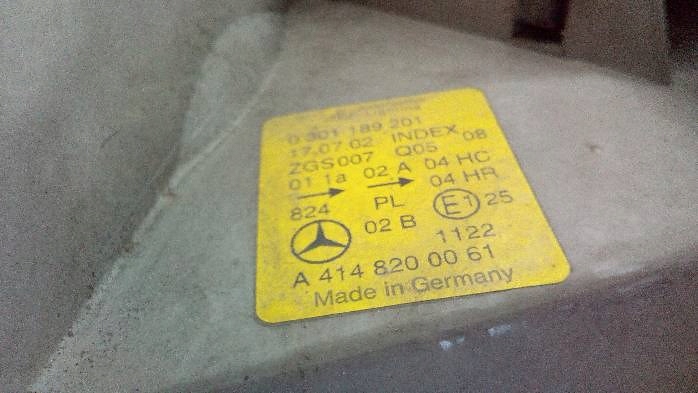 0 301 189 201
17.07 02 INDEX 08
ZGS007 Q05
01 1a 02 A 04 HC
04 HR
824 PL E1 25
02 B
1122
A 414 820 00 61
Made in Germany